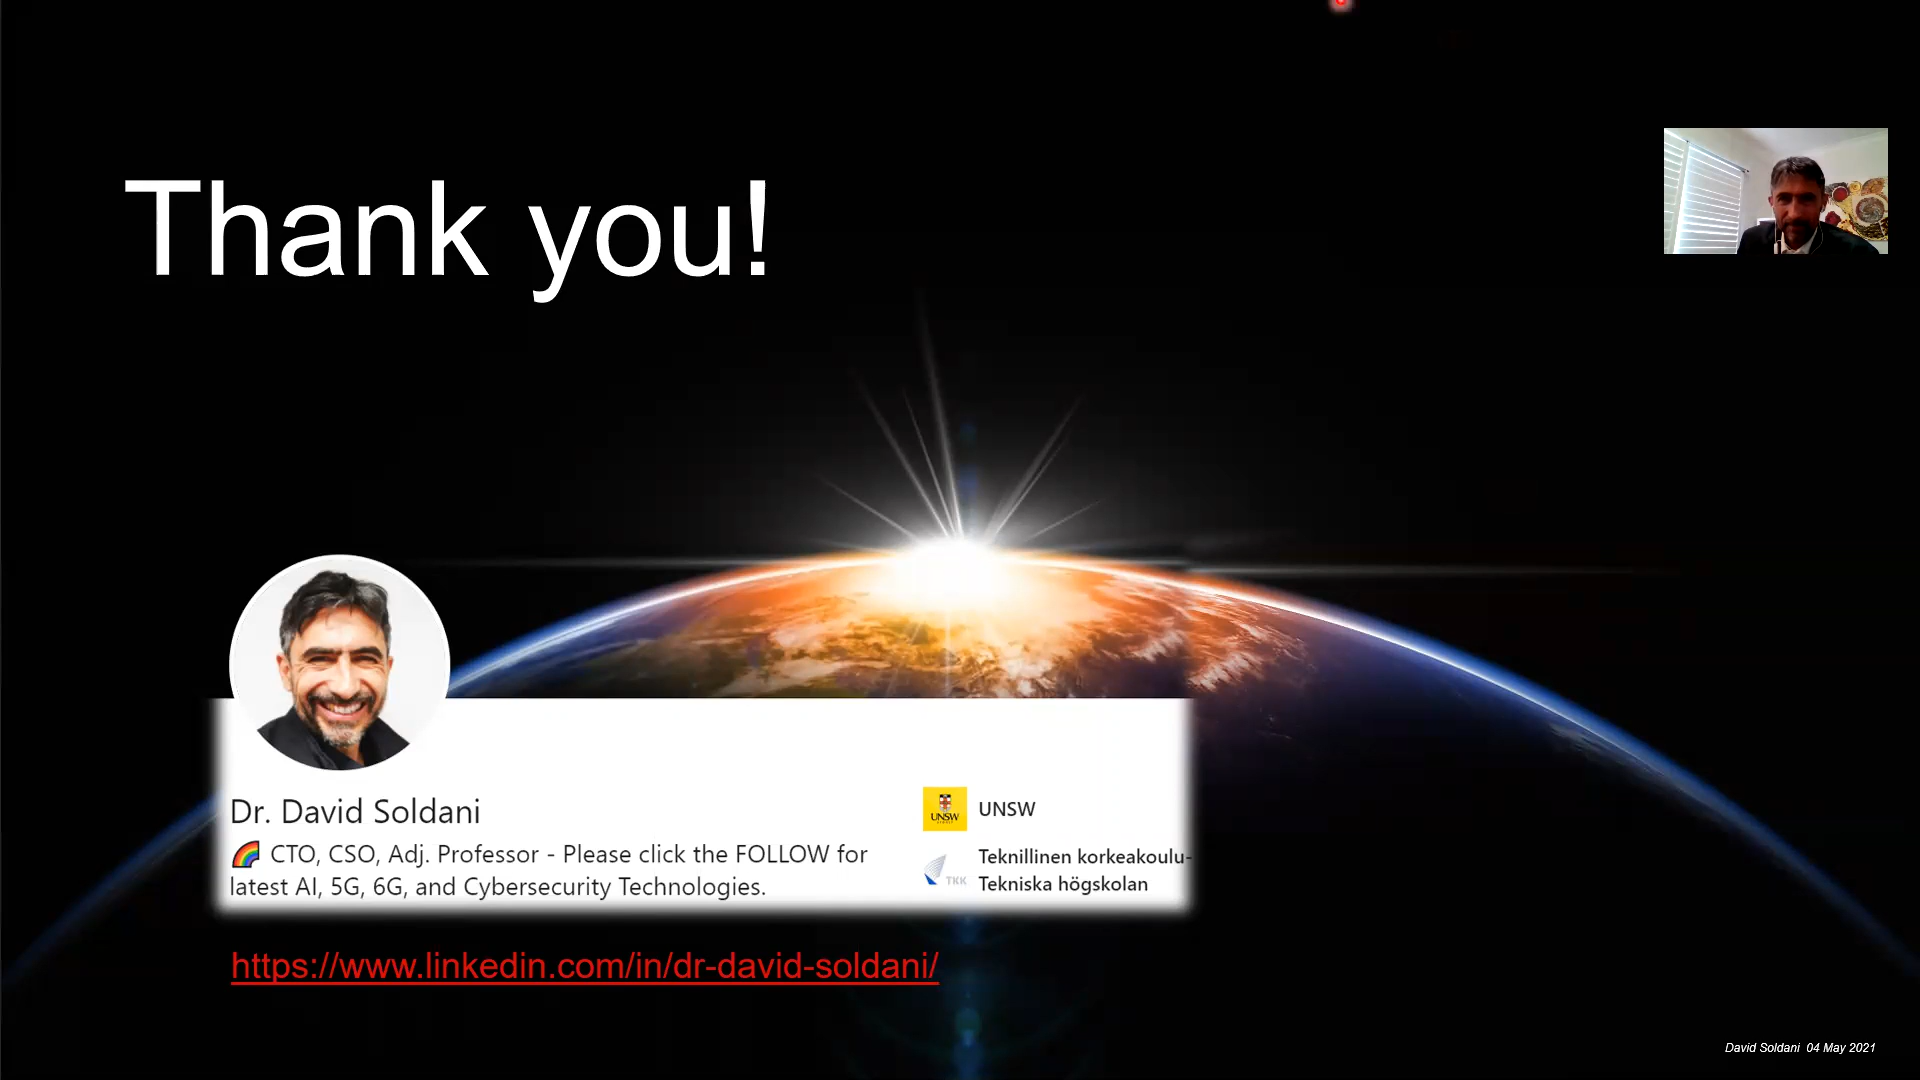 Thank you!
Dr. David Soldani
CTO, CSO, Adj. Professor - Please click the FOLLOW for
latest AI, 5G, 6G, and Cybersecurity Technologies.
UNSW
UNSW
Teknillinen korkeakoulu-
TKK
Tekniska högskolan
https://www.linkedin.com/in/dr-david-soldani/
David Soldani 04 May 2021